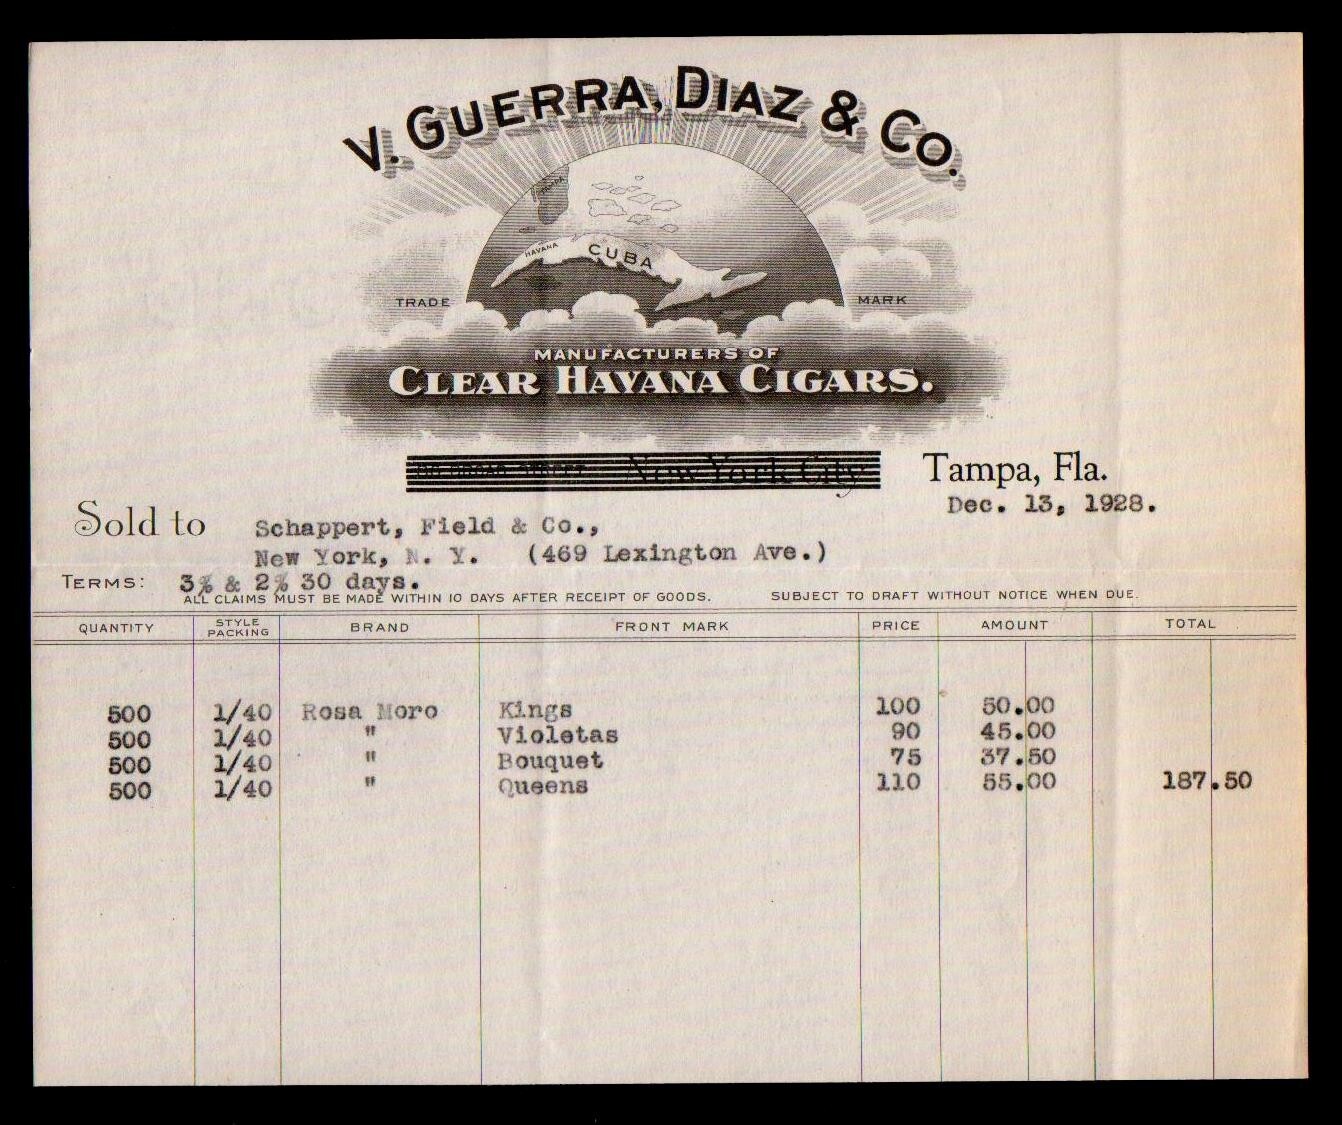 V. GUERRA, DIAZ & CO.
FLORIDA
HAVANA
CUBA
TRADE MARK
MANUFACTURERS OF
CLEAR HAVANA CIGARS.
BROAD STREET New York City Tampa, Fla.
Dec. 13, 1928.
Sold to Schappert, Field & Co.,
New York, N. Y. (469 Lexington Ave.)
TERMS: 3% & 2% 30 days.
ALL CLAIMS MUST BE MADE WITHIN 10 DAYS AFTER RECEIPT OF GOODS. SUBJECT TO DRAFT WITHOUT NOTICE WHEN DUE.
QUANTITY STYLE PACKING BRAND FRONT MARK PRICE AMOUNT TOTAL
500 1/40 Rosa Moro Kings 100 50.00
500 1/40 " Violetas 90 45.00
500 1/40 " Bouquet 75 37.50
500 1/40 " Queens 110 55.00 187.50